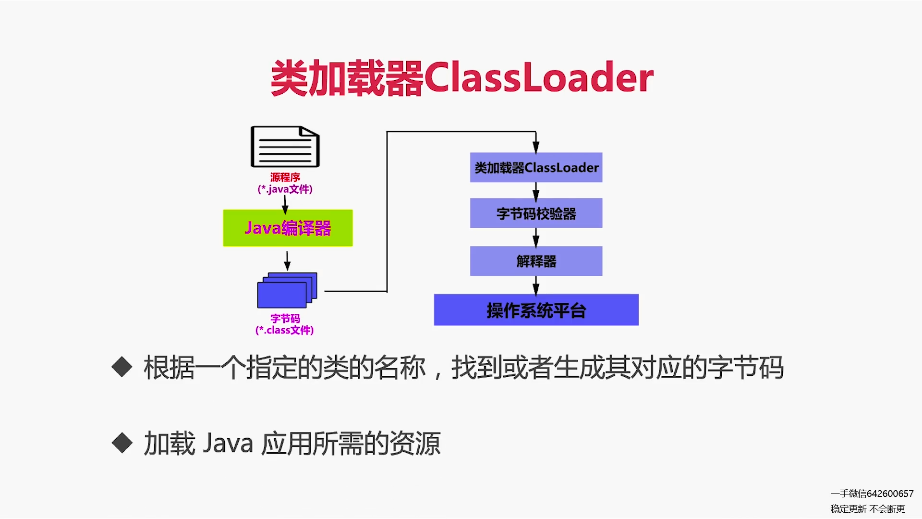 类加载器ClassLoader
源程序
(*.java文件)
Java编译器
字节码
(*.class文件)
类加载器ClassLoader
字节码校验器
解释器
操作系统平台
根据一个指定的类的名称，找到或者生成其对应的字节码
加载 Java 应用所需的资源
一手微信642600657
稳定更新 不会断更